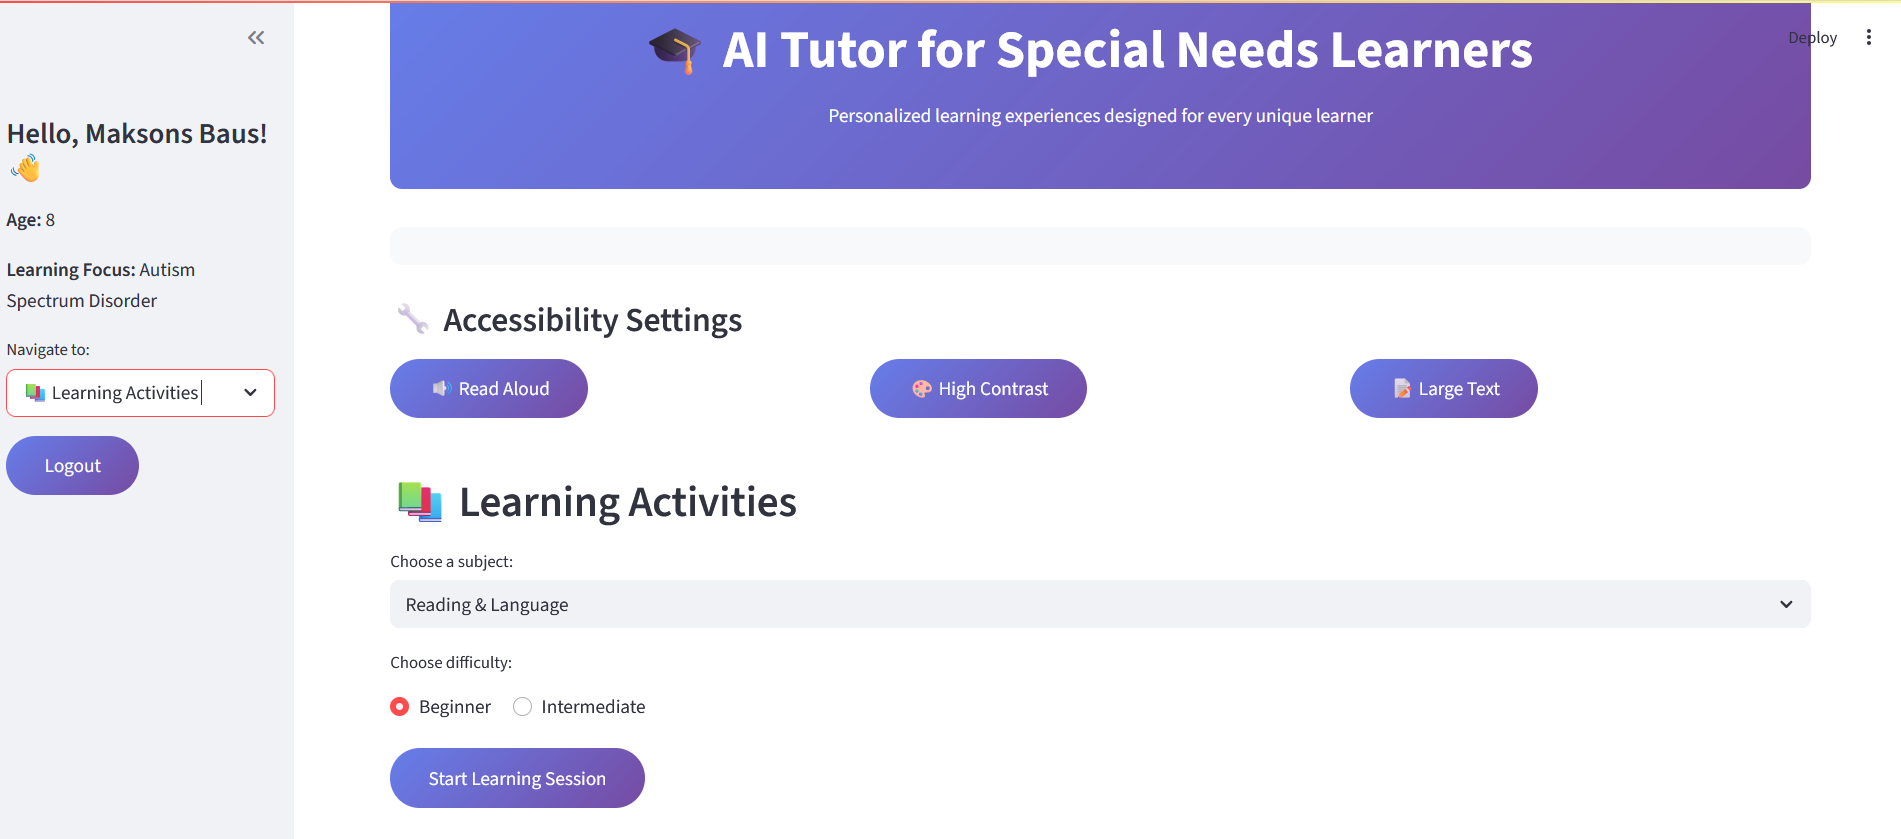 Hello, Maksons Baus!
👋
Age: 8
Learning Focus: Autism
Spectrum Disorder
Navigate to:
📚 Learning Activities
Logout
🎓 AI Tutor for Special Needs Learners
Deploy
Personalized learning experiences designed for every unique learner
🔧 Accessibility Settings
🔊 Read Aloud
🎨 High Contrast
📝 Large Text
📚 Learning Activities
Choose a subject:
Reading & Language
Choose difficulty:
Beginner Intermediate
Start Learning Session